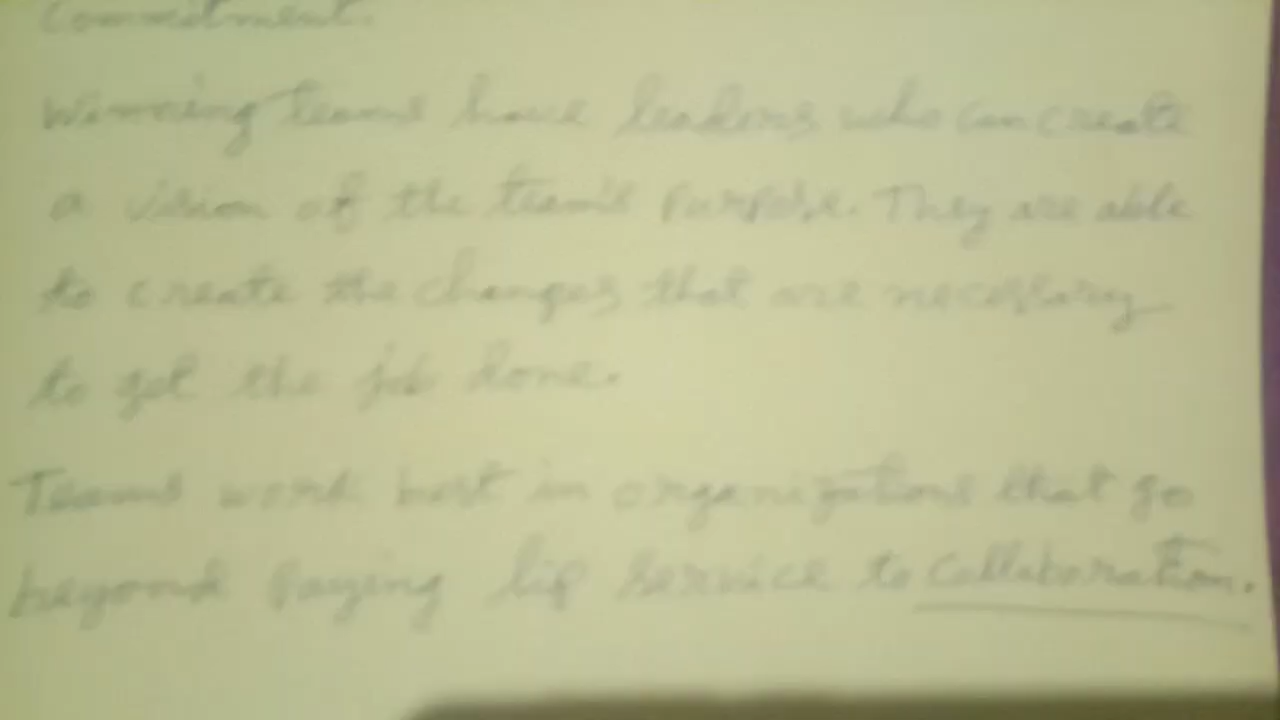 commitment.
Winning teams have leaders who can create
a vision of the team's purpose. They are able
to create the changes that are necessary
to get the job done.
Teams work best in organizations that go
beyond paying lip service to collaboration.